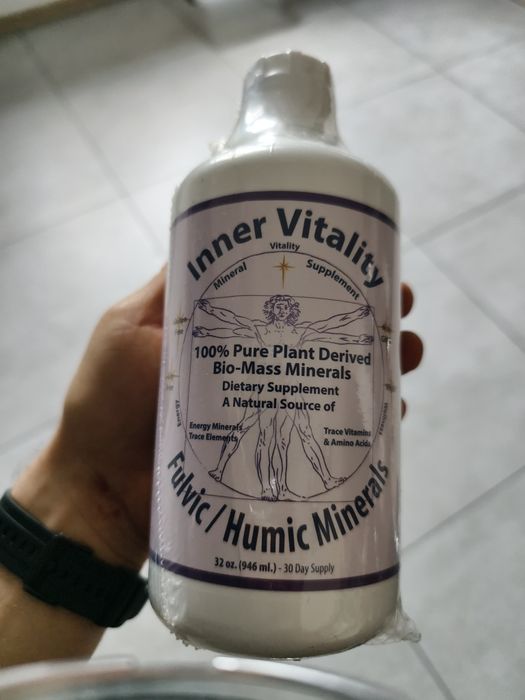 Inner Vitality
Vitality
Mineral Supplement
100% Pure Plant Derived
Bio-Mass Minerals
Dietary Supplement
A Natural Source of
Energy Minerals
Trace Elements
Trace Vitamins
& Amino Acids
Energy
Fulvic / Humic Minerals
32 oz. (946 ml.) - 30 Day Supply